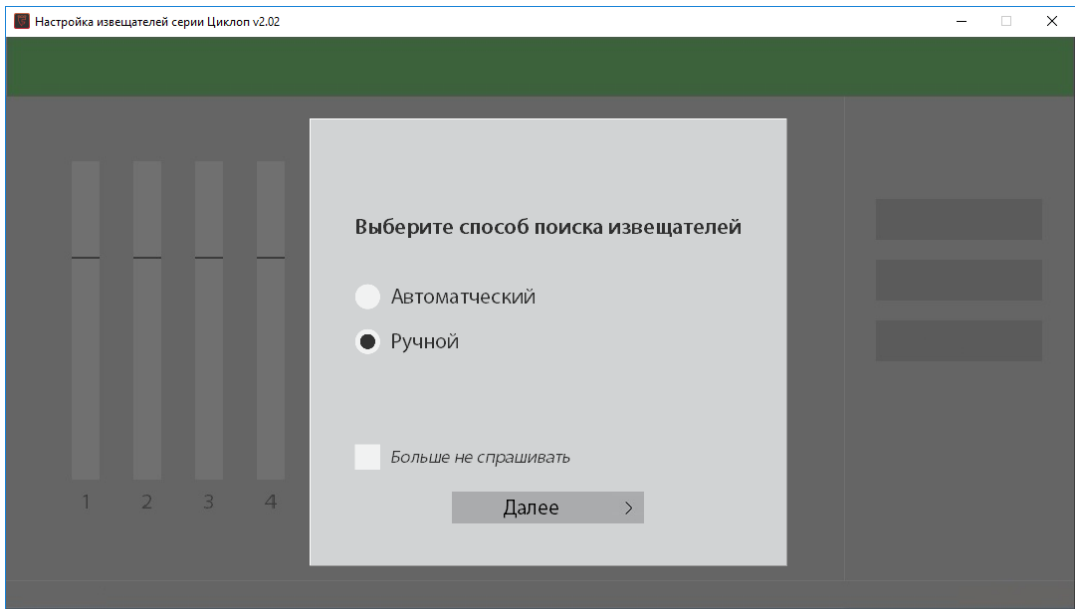 Настройка извещателей серии Циклоп v2.02
Выберите способ поиска извещателей
Автоматческий
Ручной
Больше не спрашивать
1 2 3 4
Далее